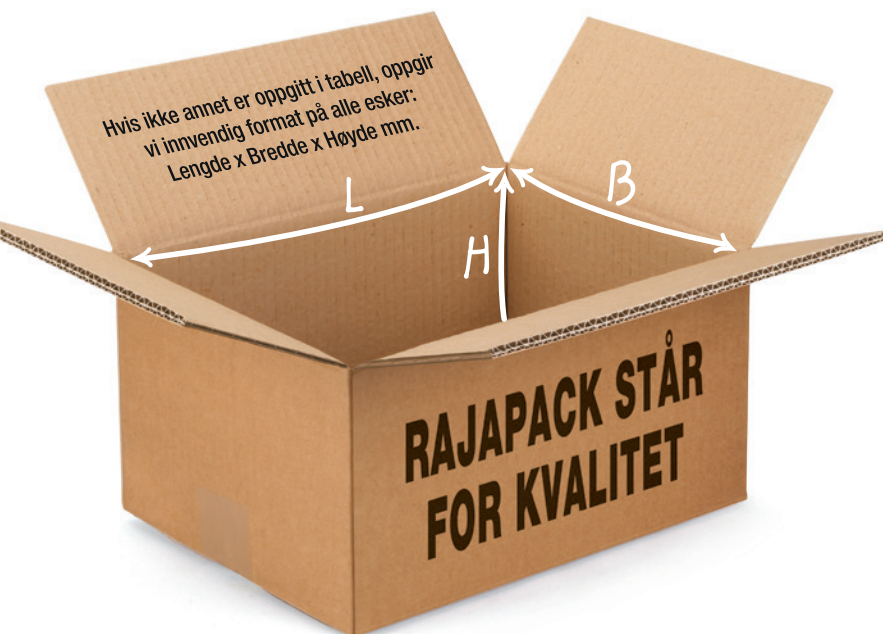 Hvis ikke annet er oppgitt i tabell, oppgir
vi innvendig format på alle esker:
Lengde x Bredde x Høyde mm.
L
B
H
RAJAPACK STÅR
FOR KVALITET